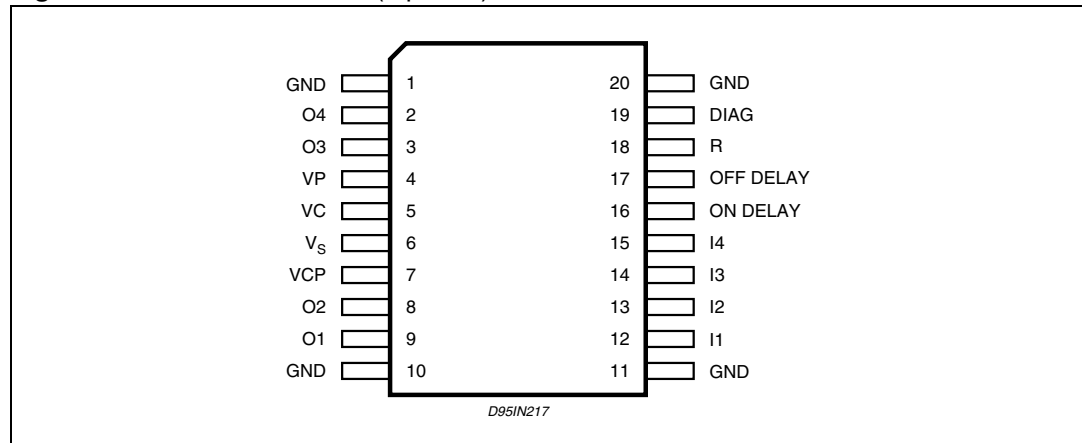 GND 1 20 GND
O4 2 19 DIAG
O3 3 18 R
VP 4 17 OFF DELAY
VC 5 16 ON DELAY
VS 6 15 I4
VCP 7 14 I3
O2 8 13 I2
O1 9 12 I1
GND 10 11 GND
D95IN217